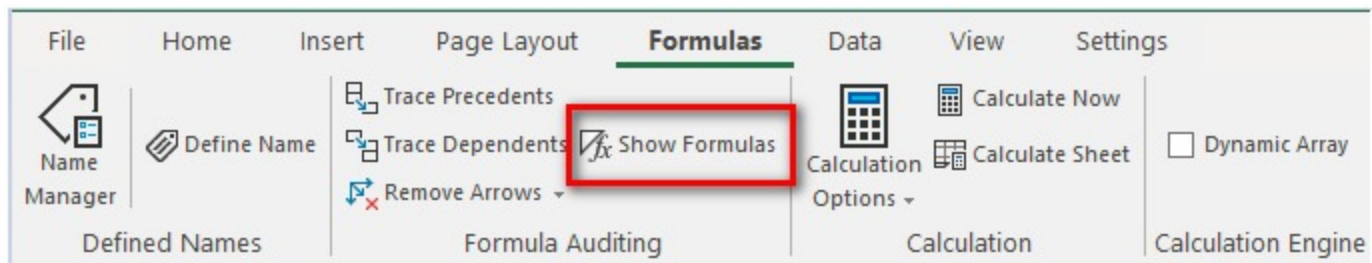 File Home Insert Page Layout Formulas Data View Settings
Name Manager
Define Name
Defined Names
Trace Precedents
Trace Dependents
Remove Arrows
fx Show Formulas
Formula Auditing
Calculation Options
Calculate Now
Calculate Sheet
Calculation
Dynamic Array
Calculation Engine